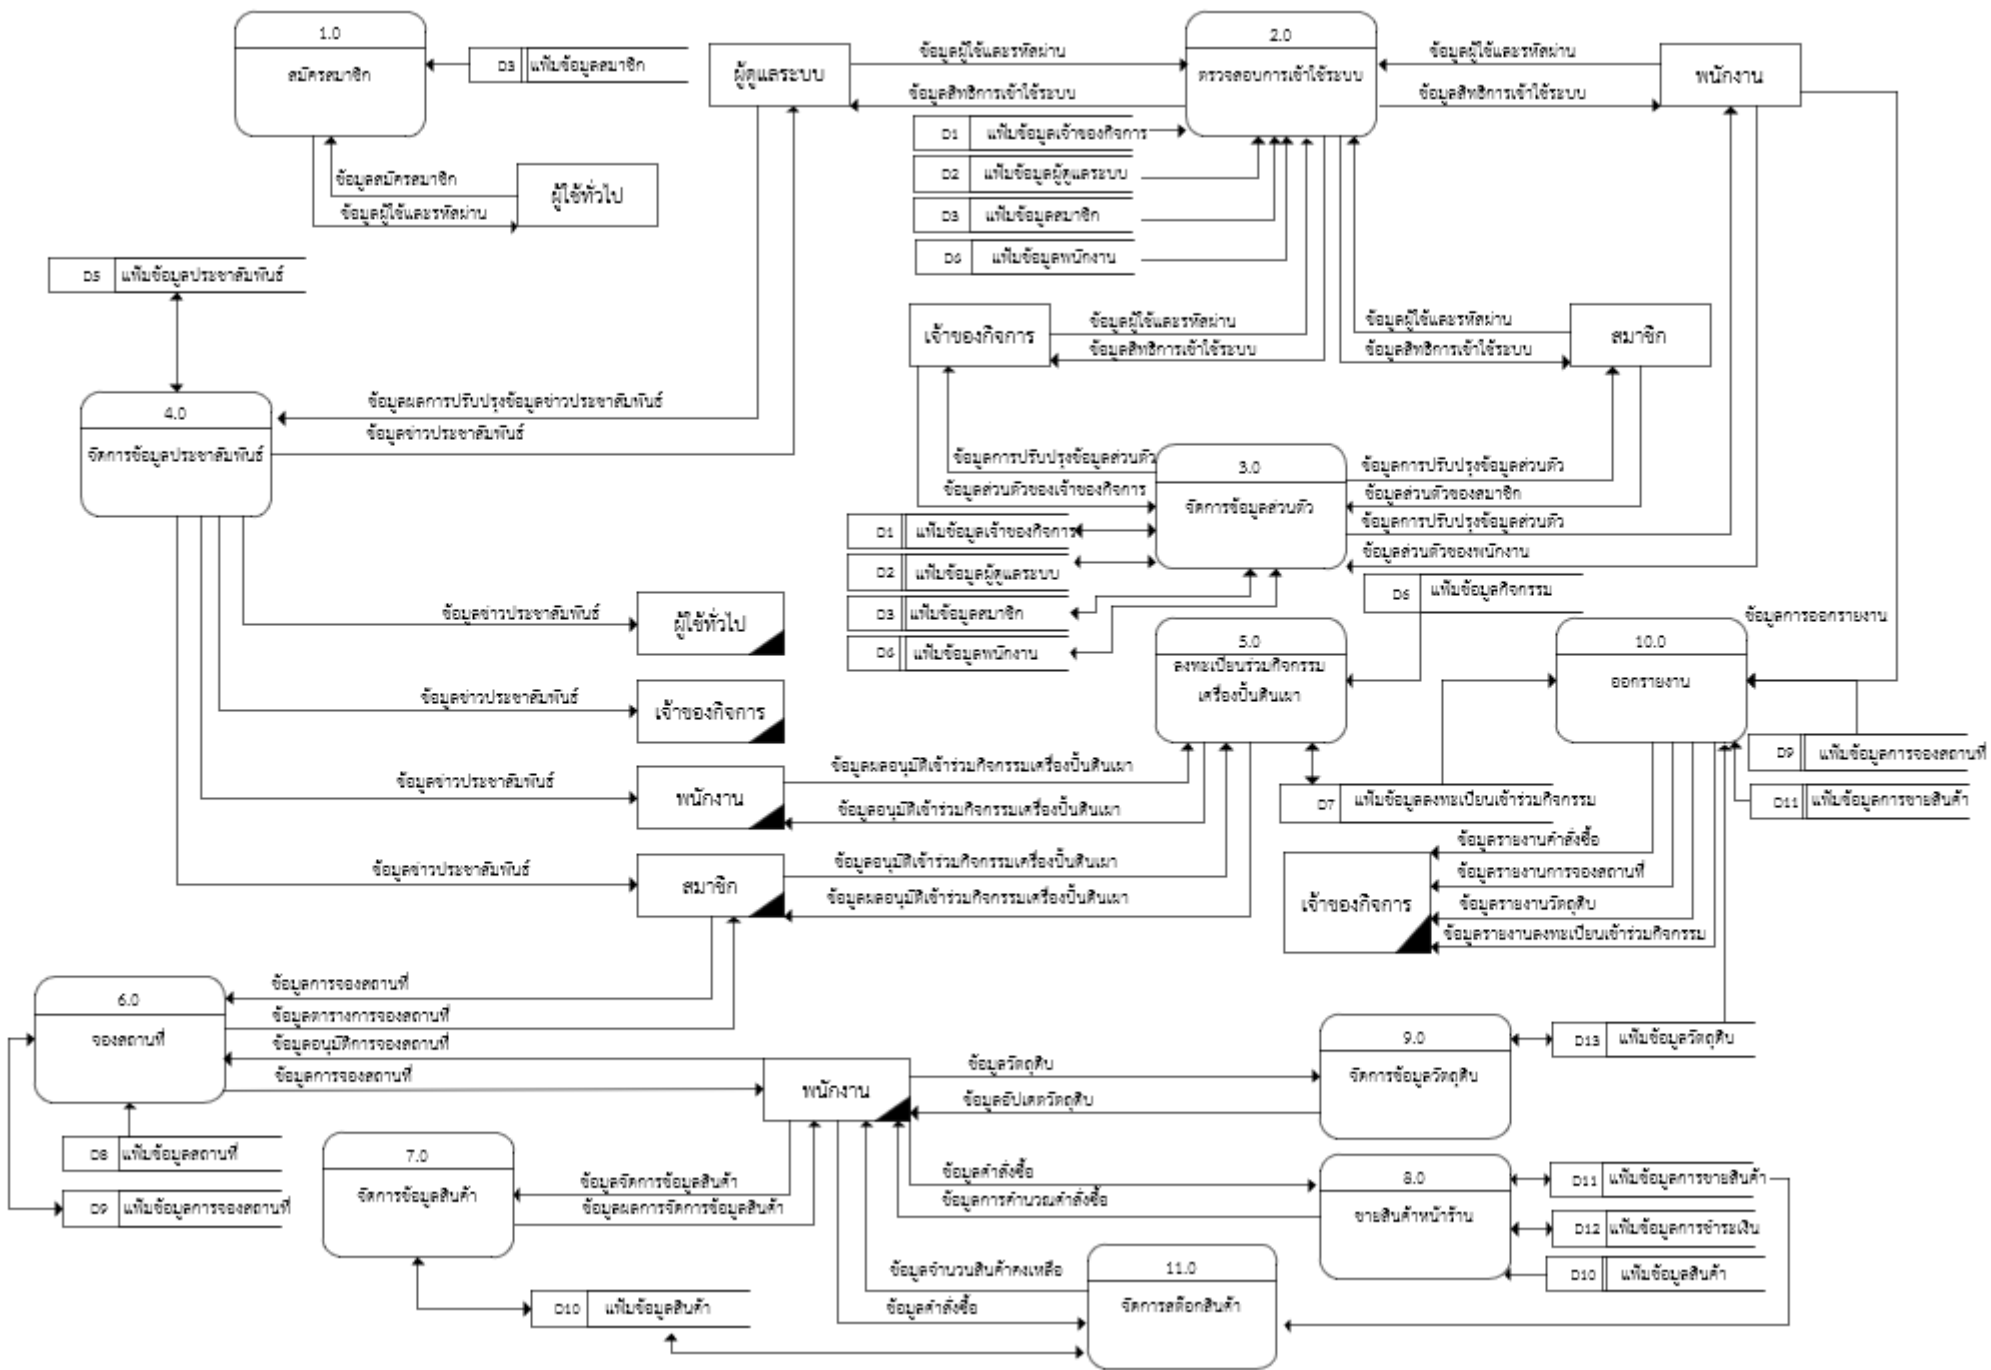 1.0
สมัครสมาชิก
D3 แฟ้มข้อมูลสมาชิก
ผู้ดูแลระบบ
ข้อมูลผู้ใช้และรหัสผ่าน
ข้อมูลสิทธิการเข้าใช้ระบบ
2.0
ตรวจสอบการเข้าใช้ระบบ
ข้อมูลผู้ใช้และรหัสผ่าน
ข้อมูลสิทธิการเข้าใช้ระบบ
พนักงาน
D1 แฟ้มข้อมูลเจ้าของกิจการ
D2 แฟ้มข้อมูลผู้ดูแลระบบ
D3 แฟ้มข้อมูลสมาชิก
D6 แฟ้มข้อมูลพนักงาน
ข้อมูลสมัครสมาชิก
ข้อมูลผู้ใช้และรหัสผ่าน
ผู้ใช้ทั่วไป
D5 แฟ้มข้อมูลประชาสัมพันธ์
เจ้าของกิจการ
ข้อมูลผู้ใช้และรหัสผ่าน
ข้อมูลสิทธิการเข้าใช้ระบบ
ข้อมูลผู้ใช้และรหัสผ่าน
ข้อมูลสิทธิการเข้าใช้ระบบ
สมาชิก
4.0
จัดการข้อมูลประชาสัมพันธ์
ข้อมูลผลการปรับปรุงข้อมูลข่าวประชาสัมพันธ์
ข้อมูลข่าวประชาสัมพันธ์
ข้อมูลการปรับปรุงข้อมูลส่วนตัว
ข้อมูลส่วนตัวของเจ้าของกิจการ
3.0
จัดการข้อมูลส่วนตัว
ข้อมูลการปรับปรุงข้อมูลส่วนตัว
ข้อมูลส่วนตัวของสมาชิก
ข้อมูลการปรับปรุงข้อมูลส่วนตัว
ข้อมูลส่วนตัวของพนักงาน
D1 แฟ้มข้อมูลเจ้าของกิจการ
D2 แฟ้มข้อมูลผู้ดูแลระบบ
D3 แฟ้มข้อมูลสมาชิก
D6 แฟ้มข้อมูลพนักงาน
D6 แฟ้มข้อมูลกิจกรรม
ข้อมูลการออกรายงาน
ข้อมูลข่าวประชาสัมพันธ์
ผู้ใช้ทั่วไป
5.0
ลงทะเบียนร่วมกิจกรรม
เครื่องปั้นดินเผา
10.0
ออกรายงาน
ข้อมูลข่าวประชาสัมพันธ์
เจ้าของกิจการ
D9 แฟ้มข้อมูลการจองสถานที่
D11 แฟ้มข้อมูลการขายสินค้า
D7 แฟ้มข้อมูลลงทะเบียนเข้าร่วมกิจกรรม
ข้อมูลข่าวประชาสัมพันธ์
พนักงาน
ข้อมูลผลอนุมัติเข้าร่วมกิจกรรมเครื่องปั้นดินเผา
ข้อมูลอนุมัติเข้าร่วมกิจกรรมเครื่องปั้นดินเผา
ข้อมูลข่าวประชาสัมพันธ์
สมาชิก
ข้อมูลอนุมัติเข้าร่วมกิจกรรมเครื่องปั้นดินเผา
ข้อมูลผลอนุมัติเข้าร่วมกิจกรรมเครื่องปั้นดินเผา
เจ้าของกิจการ
ข้อมูลรายงานคำสั่งซื้อ
ข้อมูลรายงานการจองสถานที่
ข้อมูลรายงานวัตถุดิบ
ข้อมูลรายงานลงทะเบียนเข้าร่วมกิจกรรม
6.0
จองสถานที่
ข้อมูลการจองสถานที่
ข้อมูลตารางการจองสถานที่
ข้อมูลอนุมัติการจองสถานที่
ข้อมูลการจองสถานที่
พนักงาน
ข้อมูลวัตถุดิบ
ข้อมูลอัปเดตวัตถุดิบ
9.0
จัดการข้อมูลวัตถุดิบ
D13 แฟ้มข้อมูลวัตถุดิบ
D8 แฟ้มข้อมูลสถานที่
D9 แฟ้มข้อมูลการจองสถานที่
7.0
จัดการข้อมูลสินค้า
ข้อมูลจัดการข้อมูลสินค้า
ข้อมูลผลการจัดการข้อมูลสินค้า
ข้อมูลคำสั่งซื้อ
ข้อมูลการคำนวณคำสั่งซื้อ
8.0
ขายสินค้าหน้าร้าน
D11 แฟ้มข้อมูลการขายสินค้า
D12 แฟ้มข้อมูลการชำระเงิน
D10 แฟ้มข้อมูลสินค้า
ข้อมูลจำนวนสินค้าคงเหลือ
ข้อมูลคำสั่งซื้อ
11.0
จัดการสต๊อกสินค้า
D10 แฟ้มข้อมูลสินค้า